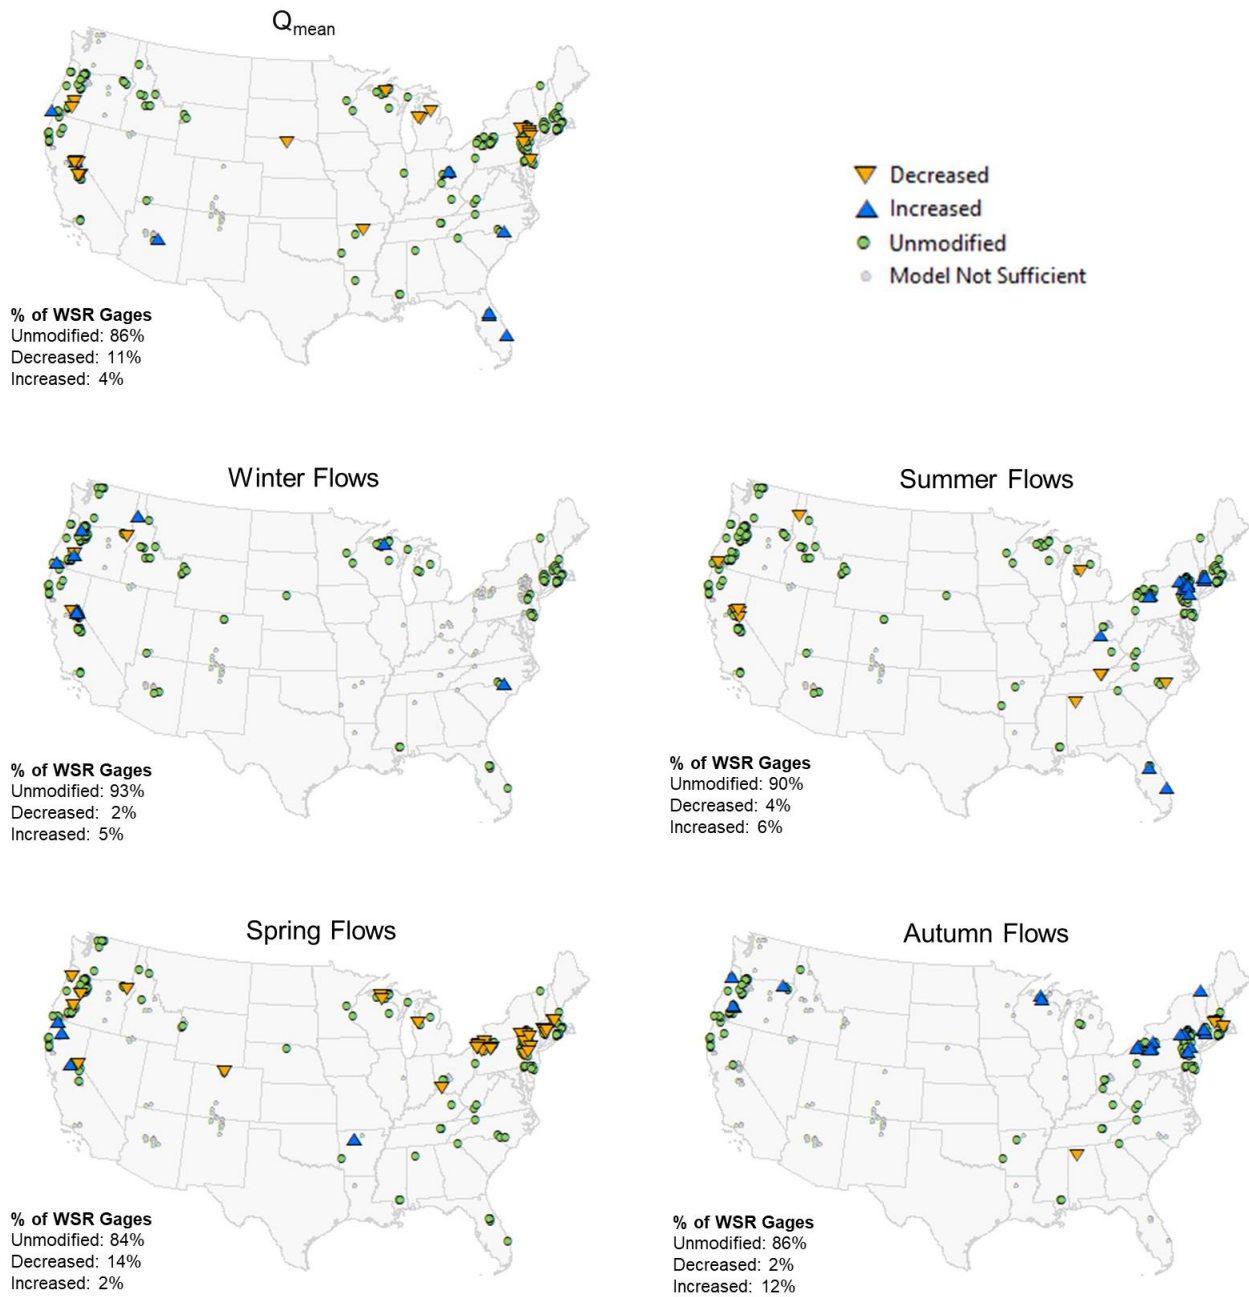 Qmean
Decreased
Increased
Unmodified
Model Not Sufficient
% of WSR Gages
Unmodified: 86%
Decreased: 11%
Increased: 4%
Winter Flows
% of WSR Gages
Unmodified: 93%
Decreased: 2%
Increased: 5%
Summer Flows
% of WSR Gages
Unmodified: 90%
Decreased: 4%
Increased: 6%
Spring Flows
% of WSR Gages
Unmodified: 84%
Decreased: 14%
Increased: 2%
Autumn Flows
% of WSR Gages
Unmodified: 86%
Decreased: 2%
Increased: 12%